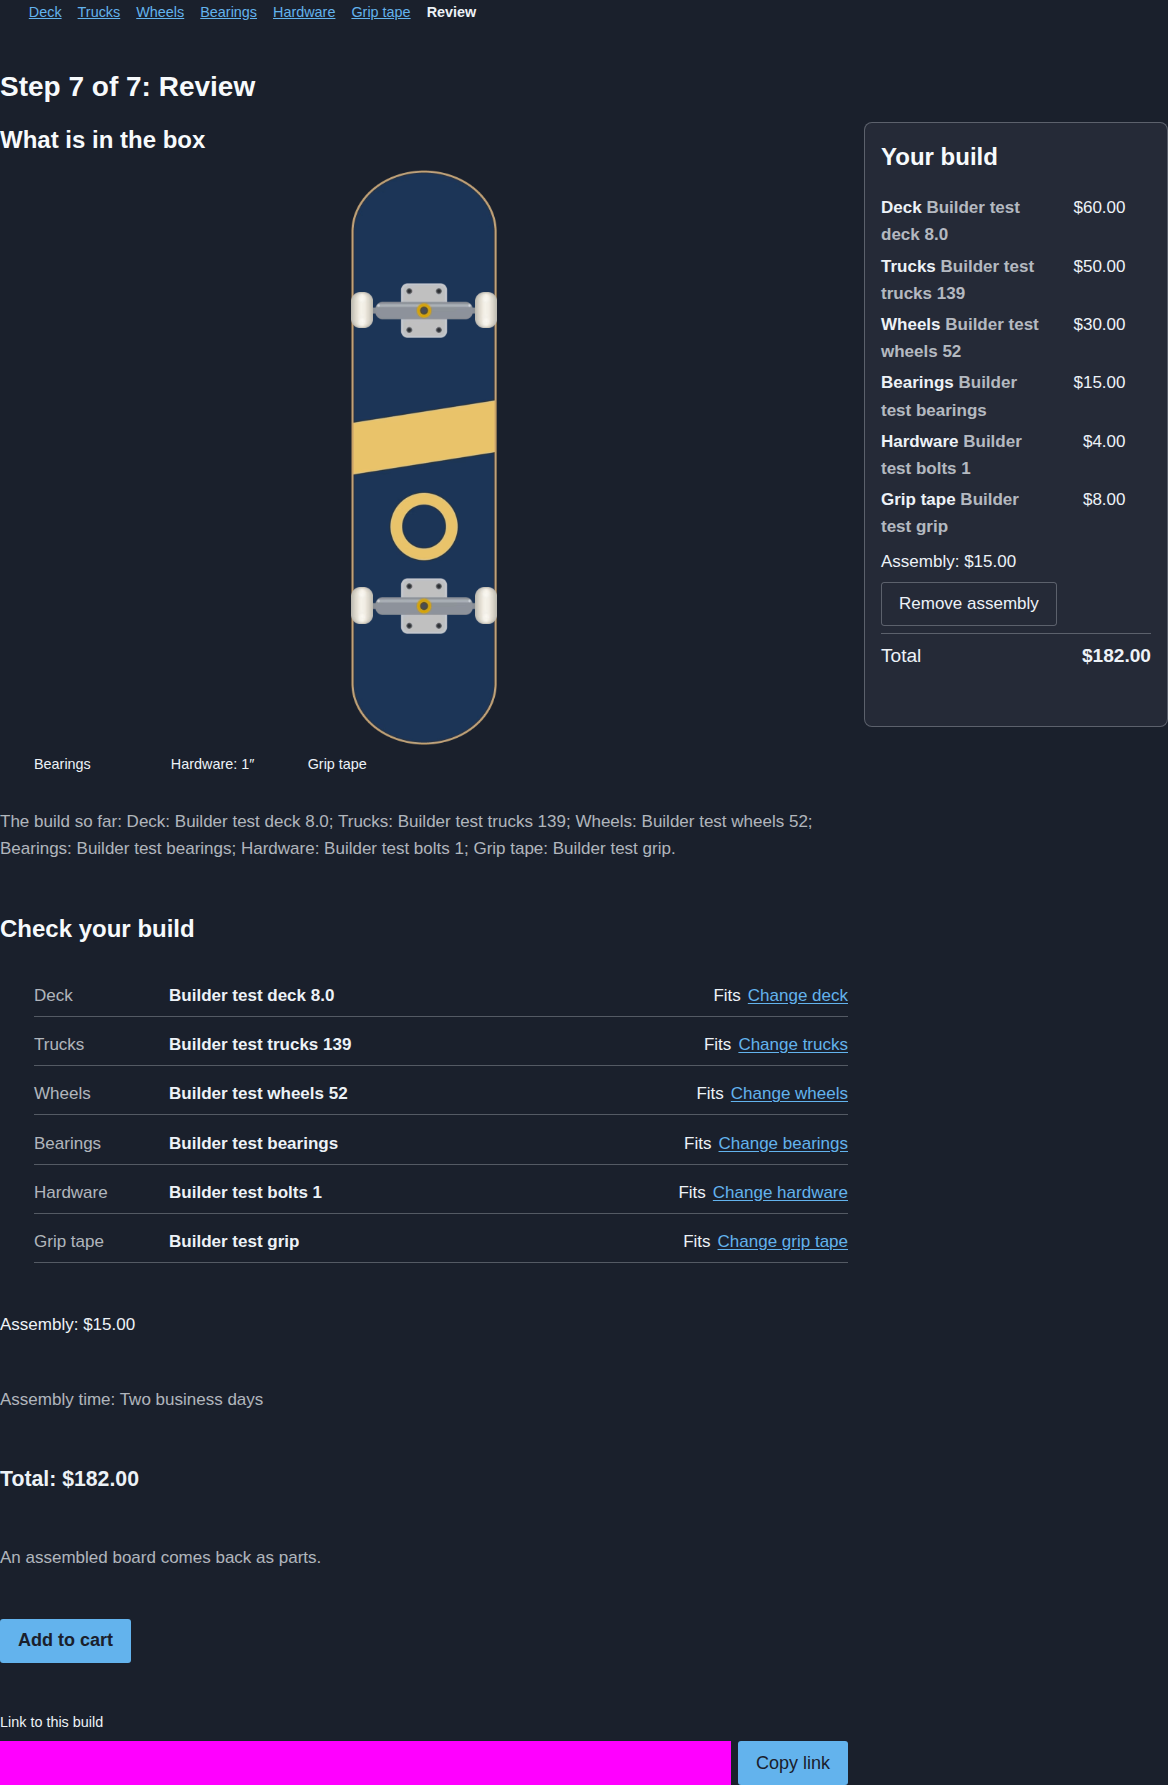 Deck Trucks Wheels Bearings Hardware Grip tape Review
Step 7 of 7: Review
What is in the box
Bearings Hardware: 1″ Grip tape
The build so far: Deck: Builder test deck 8.0; Trucks: Builder test trucks 139; Wheels: Builder test wheels 52;
Bearings: Builder test bearings; Hardware: Builder test bolts 1; Grip tape: Builder test grip.
Check your build
Deck Builder test deck 8.0 Fits Change deck
Trucks Builder test trucks 139 Fits Change trucks
Wheels Builder test wheels 52 Fits Change wheels
Bearings Builder test bearings Fits Change bearings
Hardware Builder test bolts 1 Fits Change hardware
Grip tape Builder test grip Fits Change grip tape
Assembly: $15.00
Assembly time: Two business days
Total: $182.00
An assembled board comes back as parts.
Add to cart
Link to this build
Copy link
Your build
Deck Builder test $60.00
deck 8.0
Trucks Builder test $50.00
trucks 139
Wheels Builder test $30.00
wheels 52
Bearings Builder $15.00
test bearings
Hardware Builder $4.00
test bolts 1
Grip tape Builder $8.00
test grip
Assembly: $15.00
Remove assembly
Total $182.00